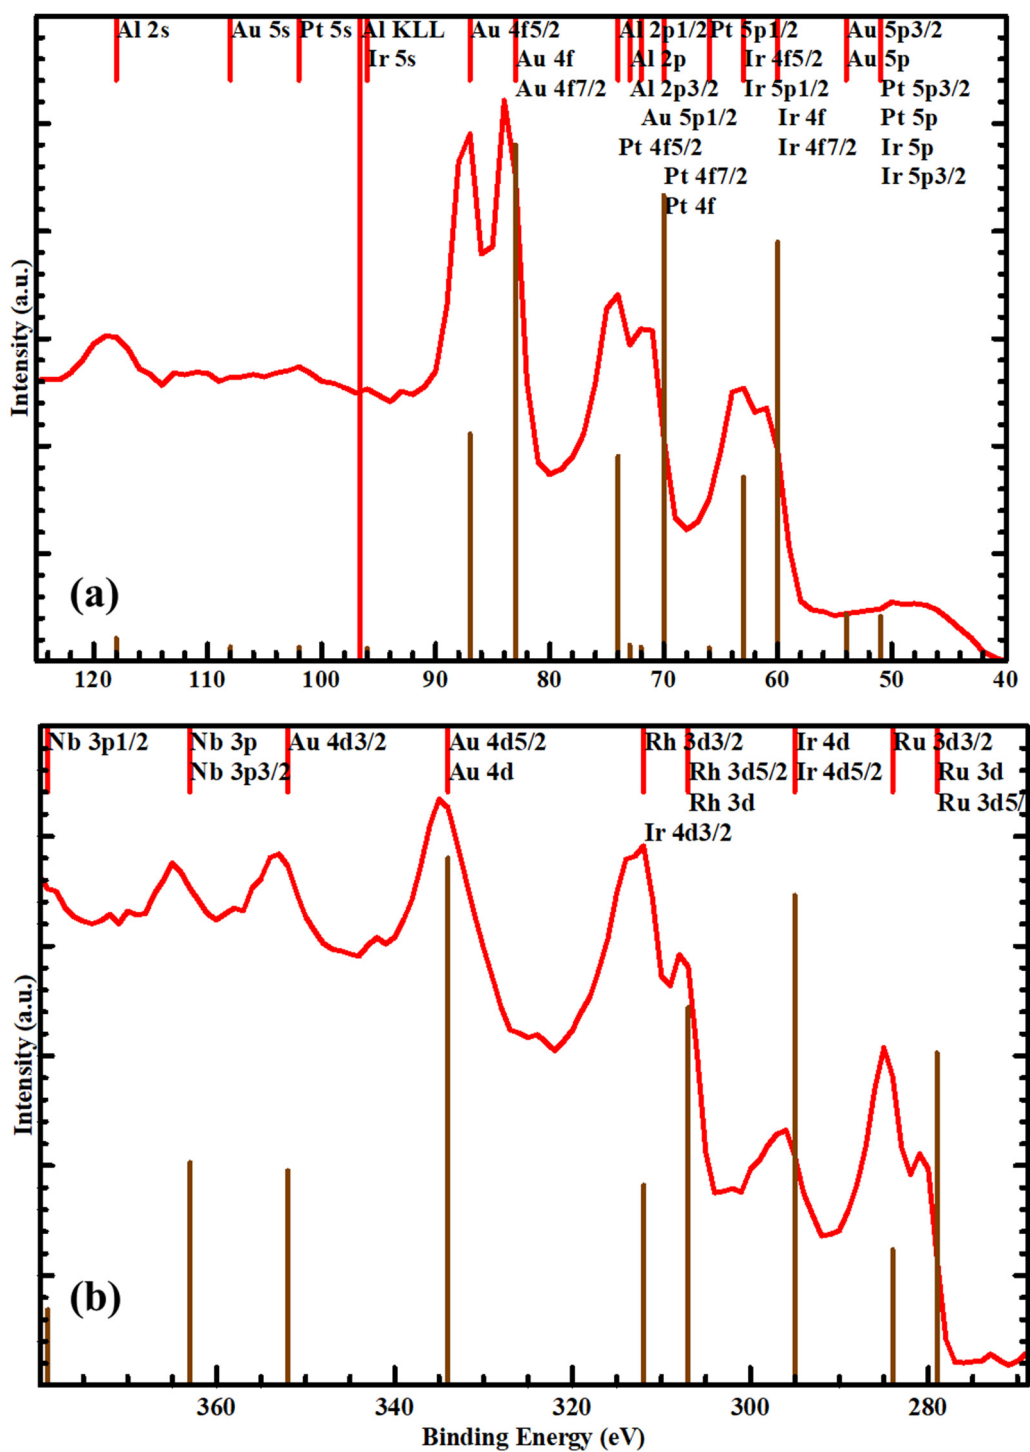 Al 2s Au 5s Pt 5s Al KLL Au 4f5/2 Al 2p1/2 Pt 5p1/2 Au 5p3/2
Ir 5s Au 4f Al 2p Ir 4f5/2 Au 5p
Au 4f7/2 Al 2p3/2 Ir 5p1/2 Pt 5p3/2
Au 5p1/2 Ir 4f Pt 5p
Pt 4f5/2 Ir 4f7/2 Ir 5p
Pt 4f7/2 Ir 5p3/2
Pt 4f
Intensity (a.u.)
(a)
120 110 100 90 80 70 60 50 40
Nb 3p1/2 Nb 3p Au 4d3/2 Au 4d5/2 Rh 3d3/2 Ir 4d Ru 3d3/2
Nb 3p3/2 Au 4d Rh 3d5/2 Ir 4d5/2 Ru 3d
Rh 3d Ru 3d5/
Ir 4d3/2
Intensity (a.u.)
(b)
360 340 320 300 280
Binding Energy (eV)